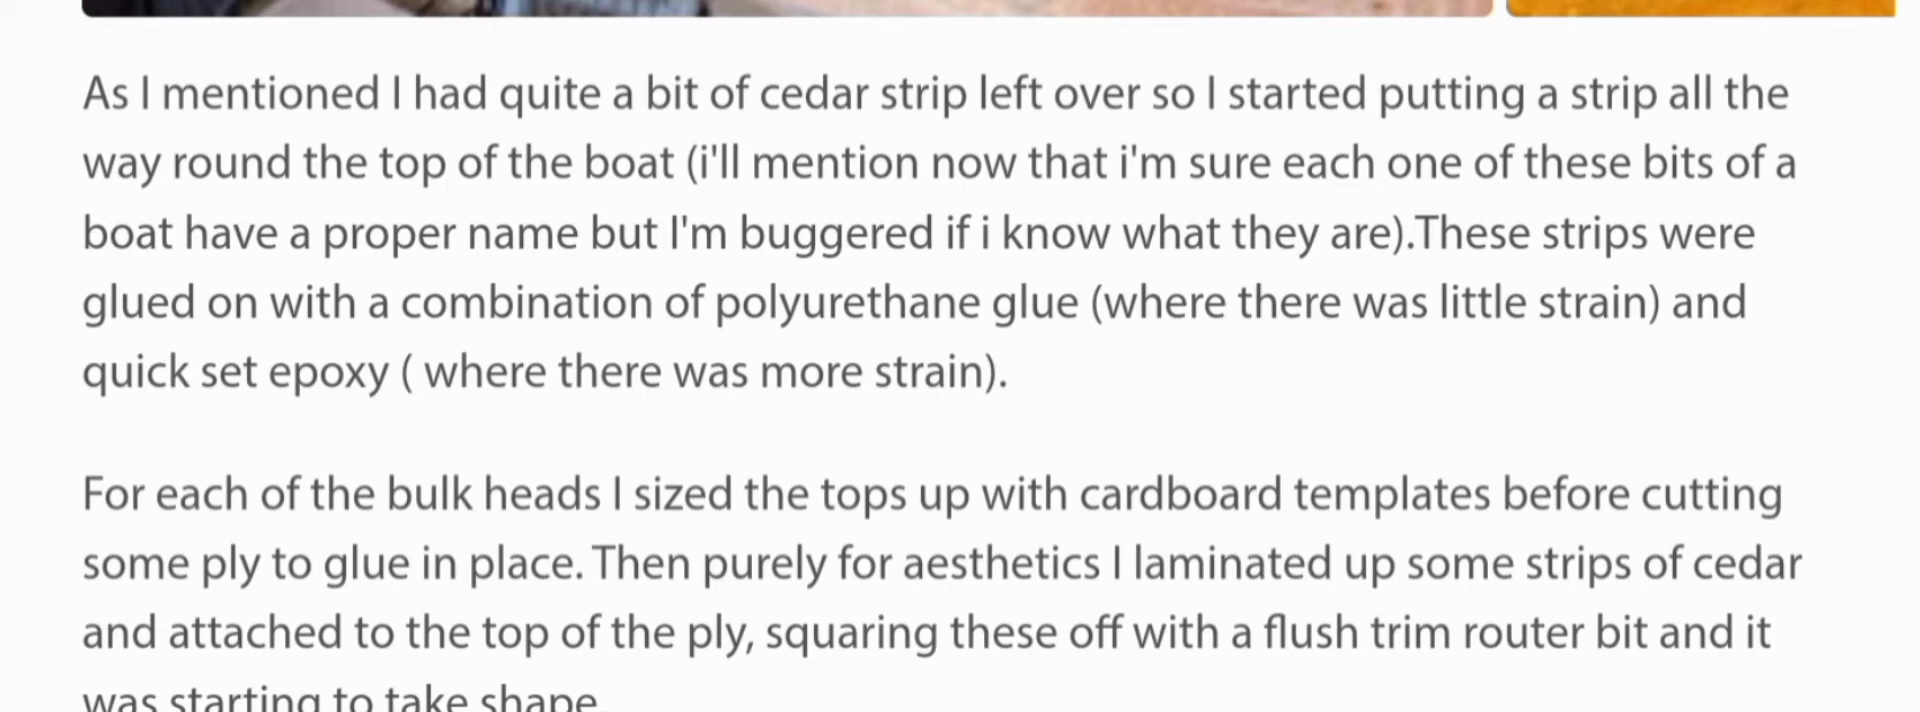 As I mentioned I had quite a bit of cedar strip left over so I started putting a strip all the
way round the top of the boat (i'll mention now that i'm sure each one of these bits of a
boat have a proper name but I'm buggered if i know what they are).These strips were
glued on with a combination of polyurethane glue (where there was little strain) and
quick set epoxy ( where there was more strain).
For each of the bulk heads I sized the tops up with cardboard templates before cutting
some ply to glue in place. Then purely for aesthetics I laminated up some strips of cedar
and attached to the top of the ply, squaring these off with a flush trim router bit and it
was starting to take shape.